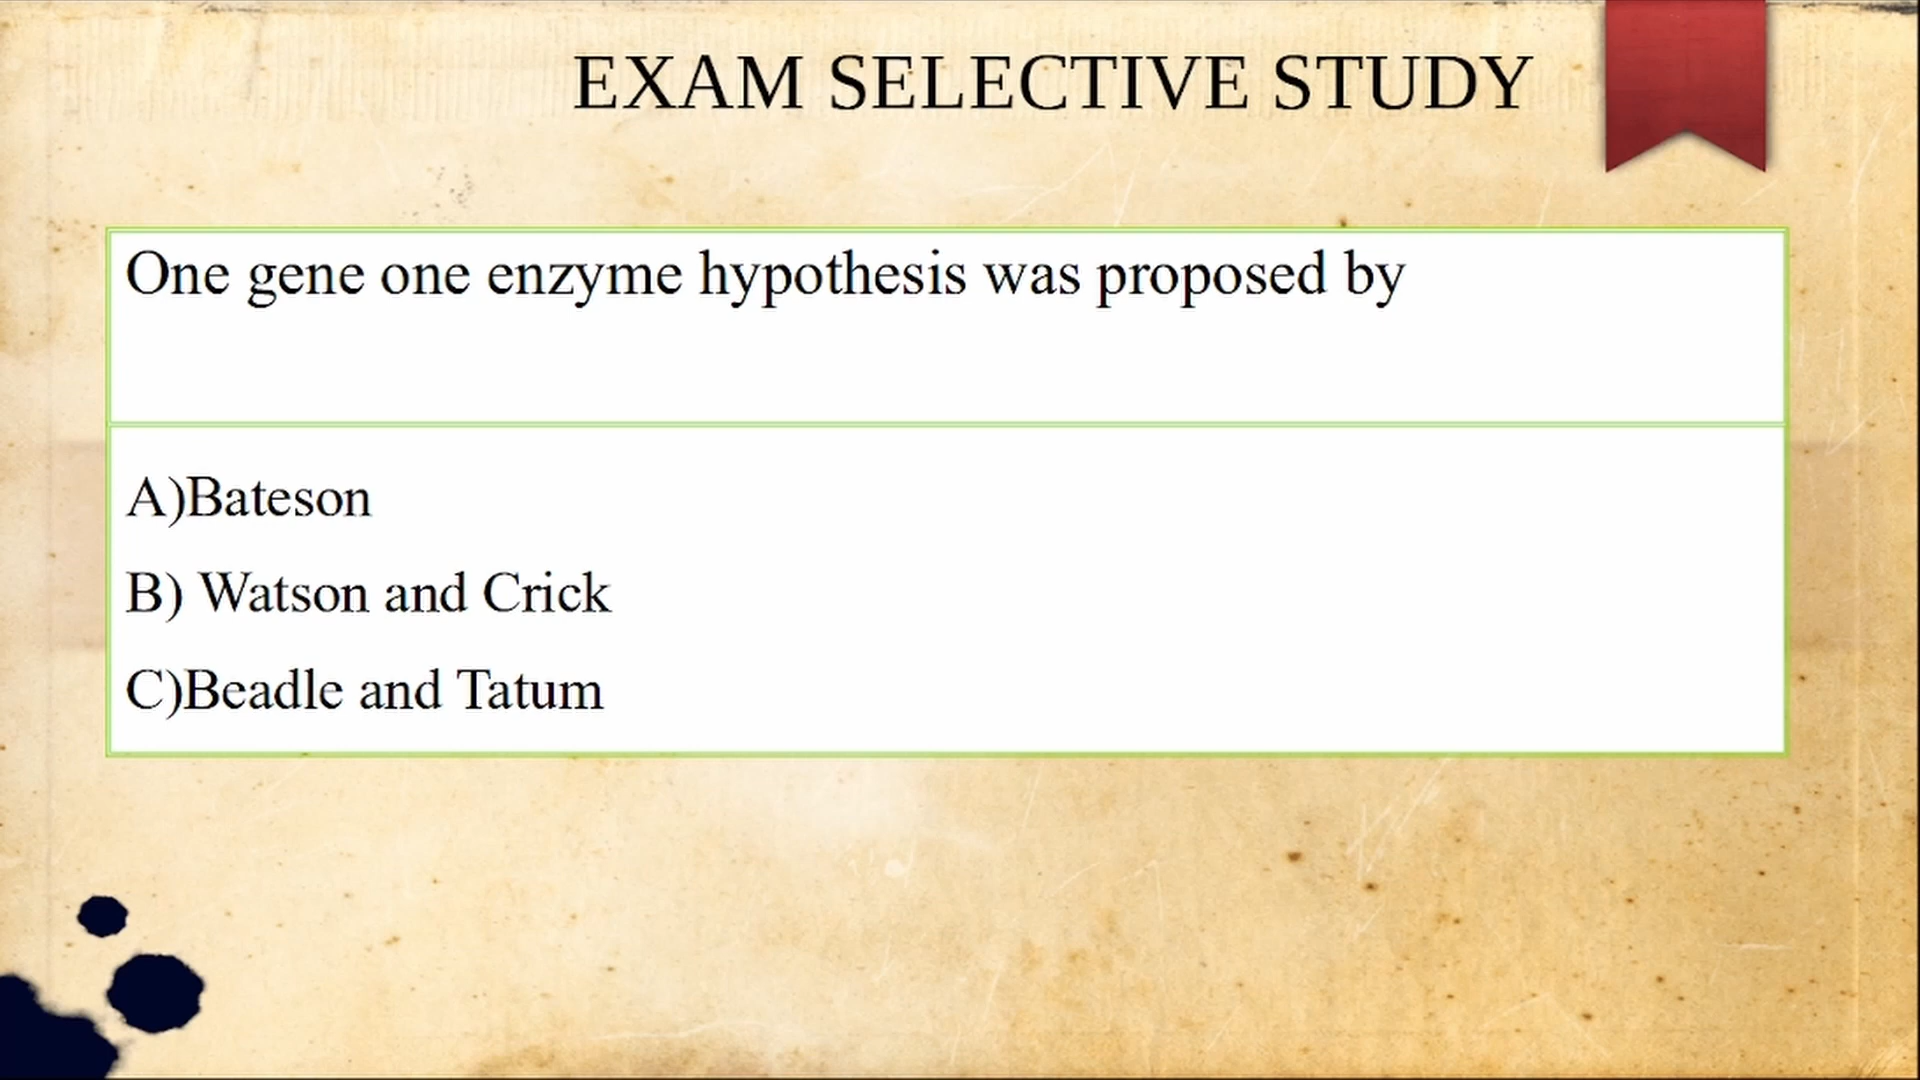 EXAM SELECTIVE STUDY
One gene one enzyme hypothesis was proposed by
A)Bateson
B) Watson and Crick
C)Beadle and Tatum